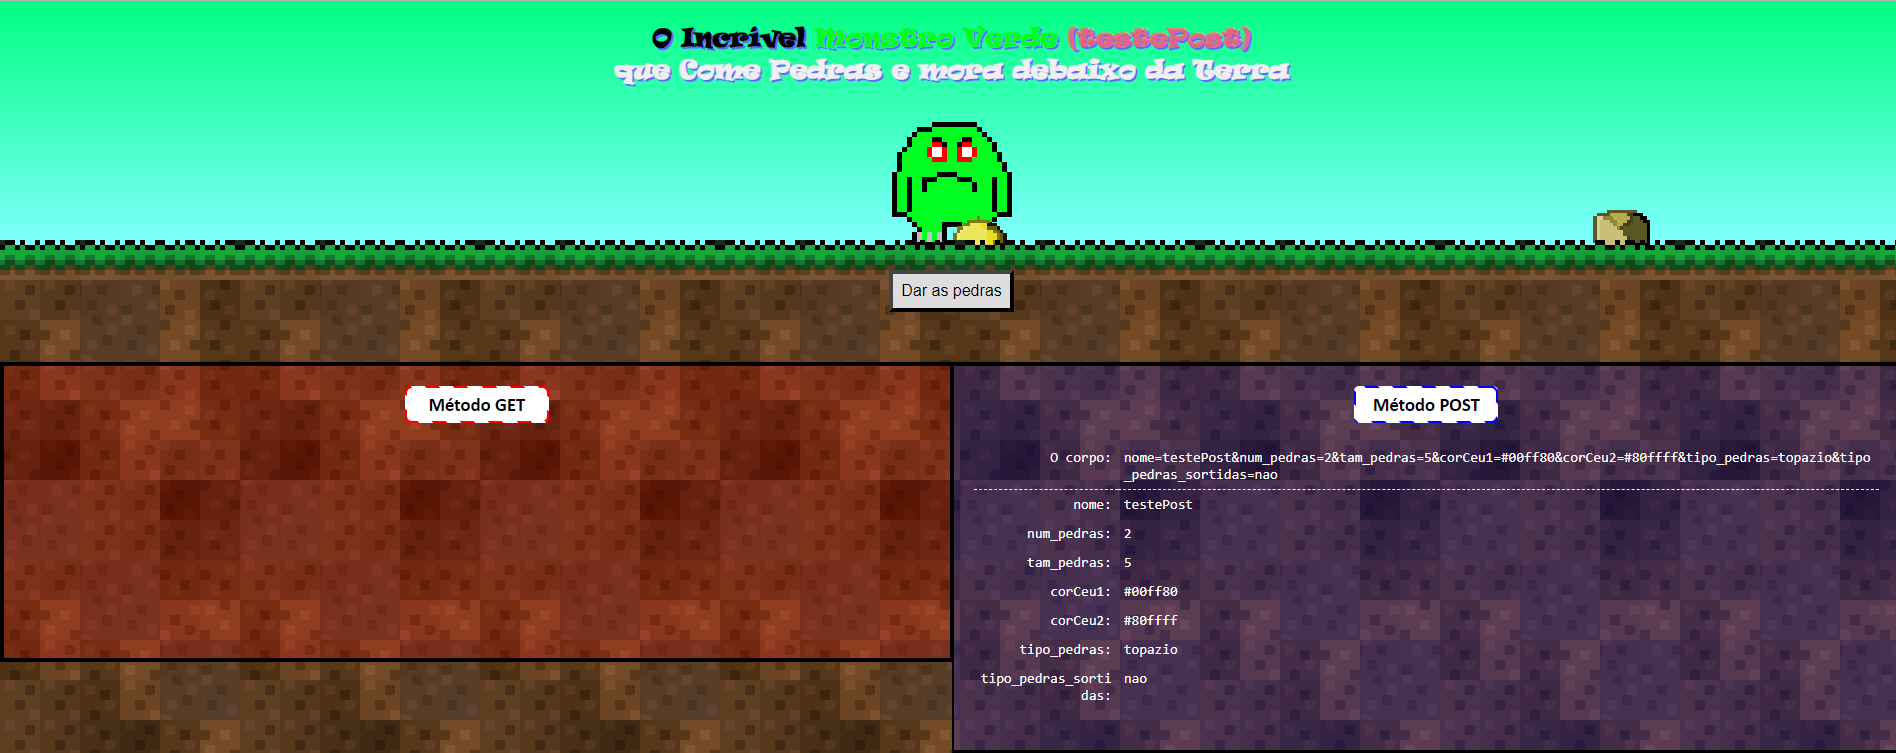 O Incrivel Monstro Verde (testePost)
que Come Pedras e mora debaixo da Terra
Dar as pedras
Método GET
Método POST
O corpo: nome=testePost&num_pedras=2&tam_pedras=5&corCeu1=#00ff80&corCeu2=#80ffff&tipo_pedras=topazio&tipo
_pedras_sortidas=nao
nome: testePost
num_pedras: 2
tam_pedras: 5
corCeu1: #00ff80
corCeu2: #80ffff
tipo_pedras: topazio
tipo_pedras_sorti nao
das: